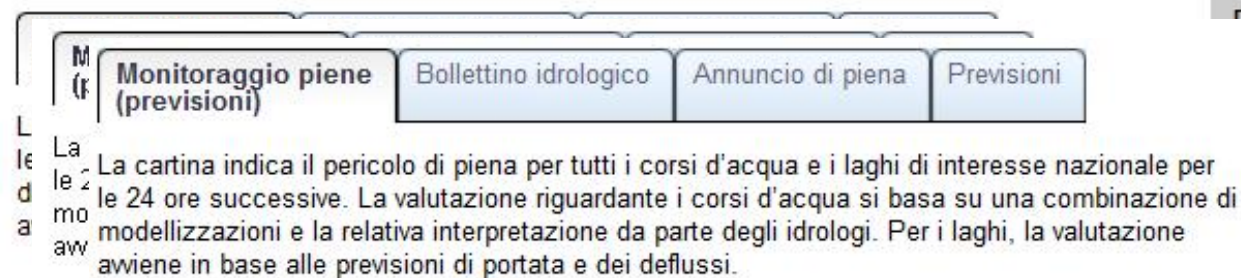 Monitoraggio piene
(previsioni)
Bollettino idrologico
Annuncio di piena
Previsioni
La cartina indica il pericolo di piena per tutti i corsi d'acqua e i laghi di interesse nazionale per
le 24 ore successive. La valutazione riguardante i corsi d'acqua si basa su una combinazione di
modellizzazioni e la relativa interpretazione da parte degli idrologi. Per i laghi, la valutazione
avviene in base alle previsioni di portata e dei deflussi.